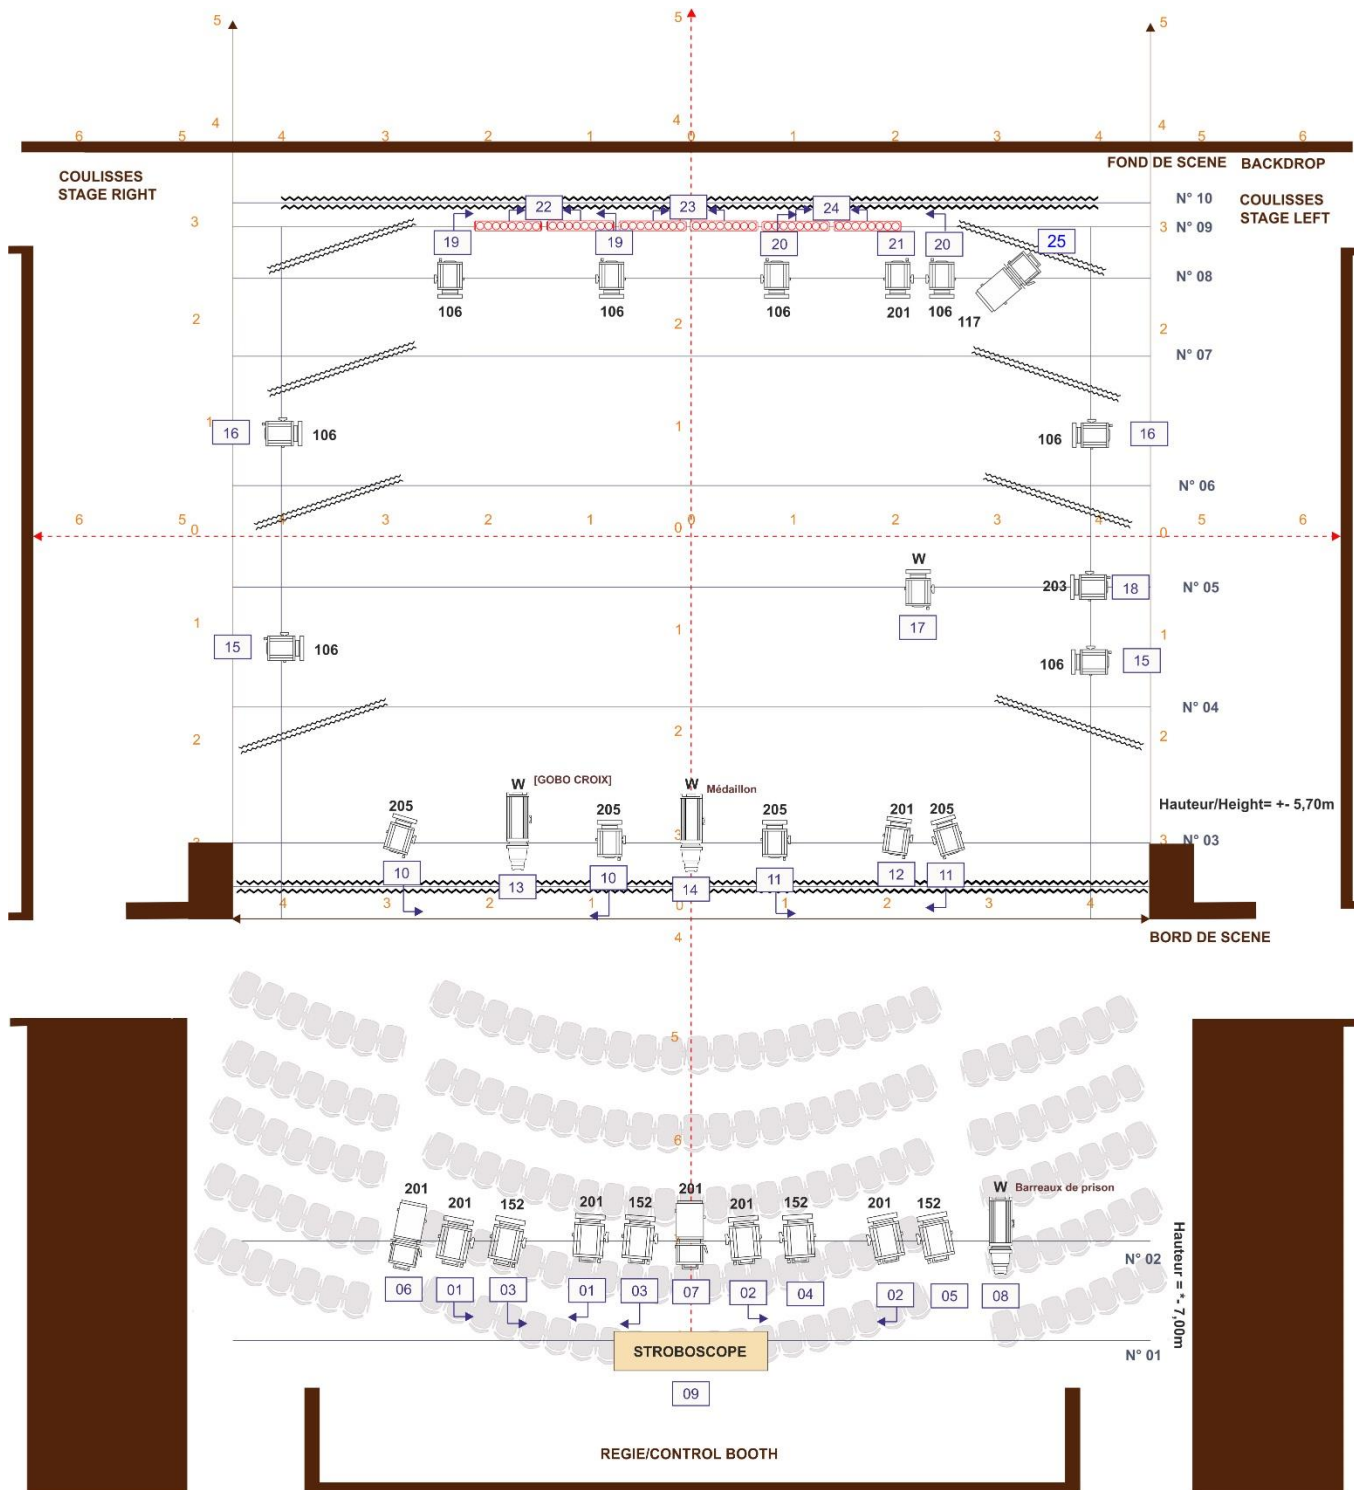 5 5 5
4 4 4
6 5 4 3 2 1 0 1 2 3 4 5 6
COULISSES
STAGE RIGHT
FOND DE SCENE BACKDROP
COULISSES
STAGE LEFT
N° 10
22 23 24
3 3 N° 09
19 19 20 21 20 25
N° 08
106 106 106 201 106 117
2 2 2
N° 07
1 1
16 106 106 16
N° 06
6 5 4 3 2 1 0 1 2 3 4 5 6
0 0 0
W
203 18 N° 05
17
1 1 1
15 106 106 15
N° 04
2 2 2
W [GOBO CROIX] W Médaillon
Hauteur/Height= +- 5,70m
205 205 205 201 205
3 3 3 N° 03
10 13 10 14 11 12 11
4 3 2 1 0 1 2 3 4
4
BORD DE SCENE
5
6
201 201 152 201 152 201 201 152 201 152 W Barreaux de prison
Hauteur = *- 7,00m
N° 02
06 01 03 01 03 07 02 04 02 05 08
STROBOSCOPE
N° 01
09
REGIE/CONTROL BOOTH